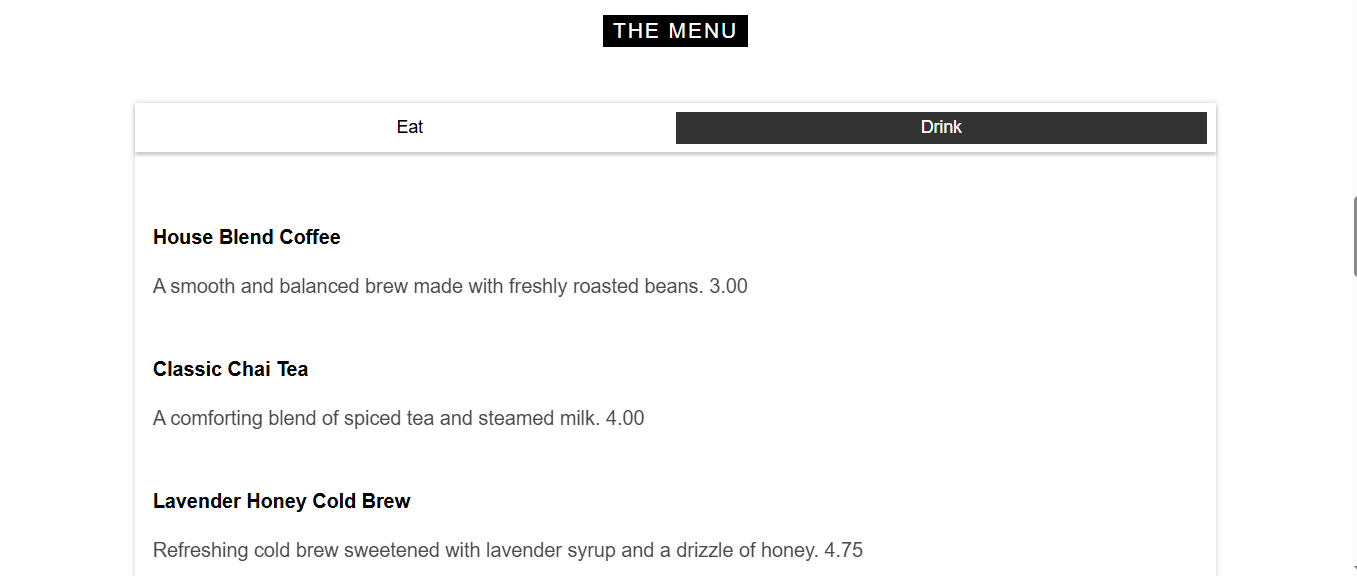 THE MENU
Eat
Drink
House Blend Coffee
A smooth and balanced brew made with freshly roasted beans. 3.00
Classic Chai Tea
A comforting blend of spiced tea and steamed milk. 4.00
Lavender Honey Cold Brew
Refreshing cold brew sweetened with lavender syrup and a drizzle of honey. 4.75